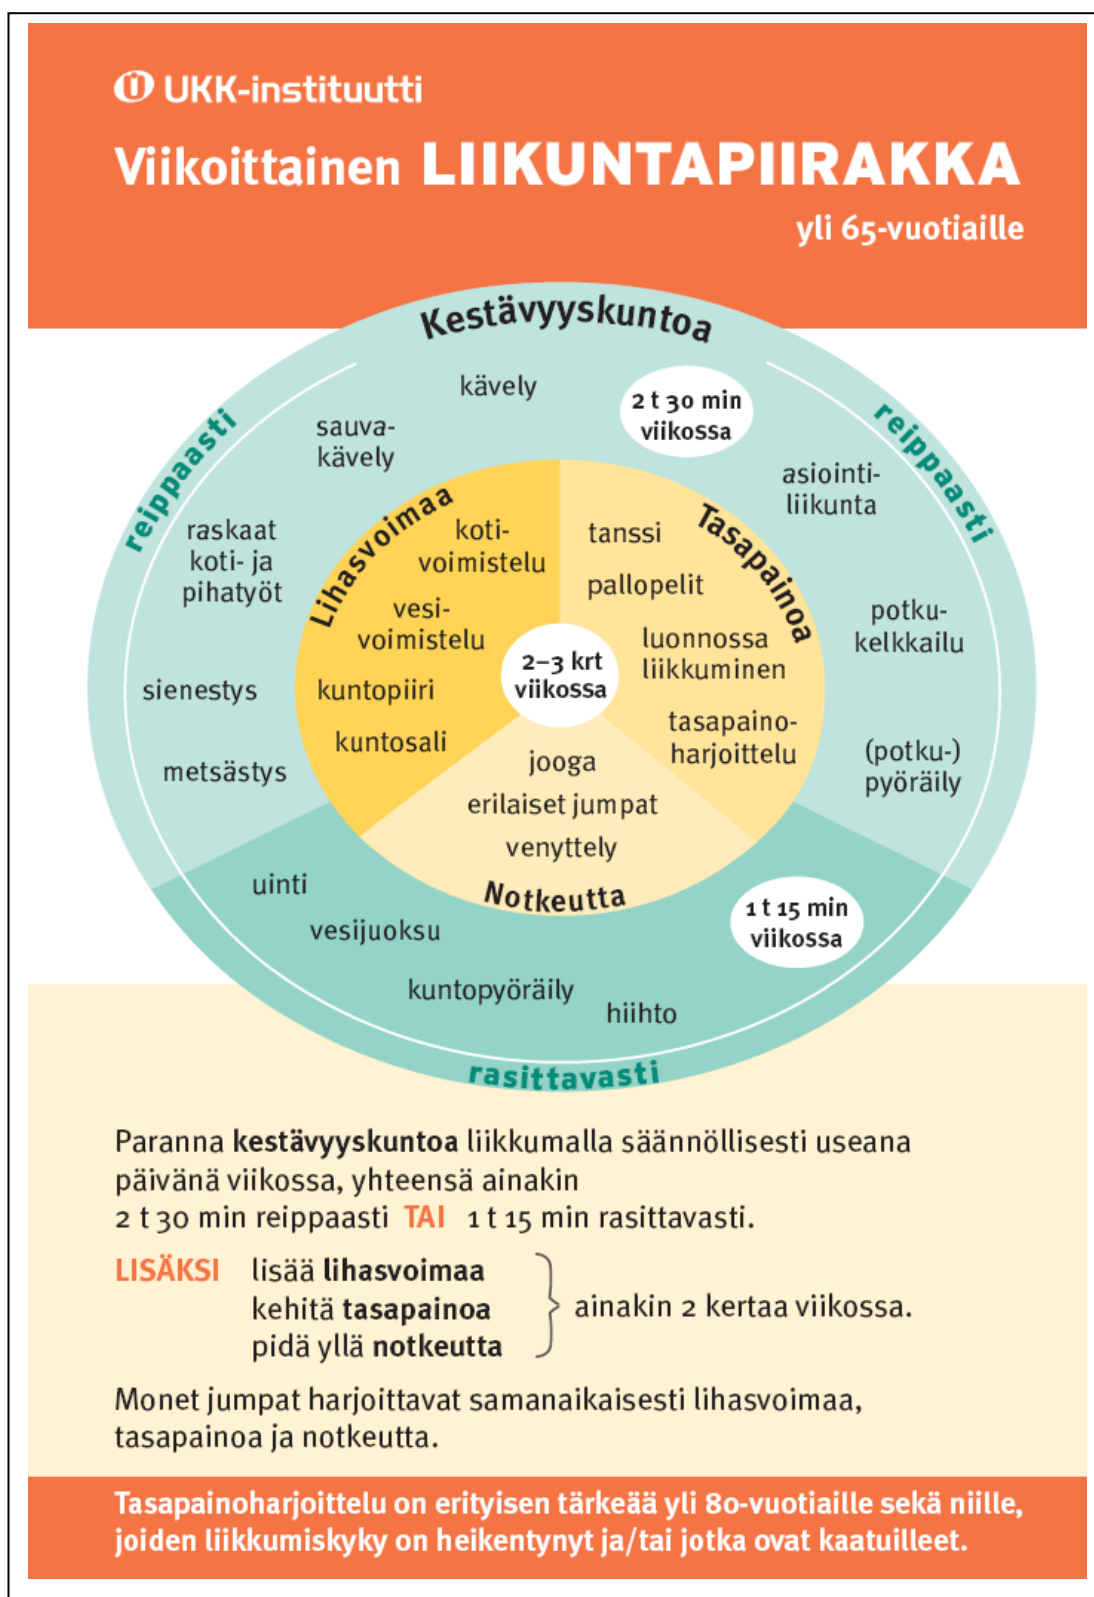 UKK-instituutti
Viikoittainen LIIKUNTAPIIRAKKA
yli 65-vuotiaille
Kestävyyskuntoa
reippaasti
reippaasti
kävely
2 t 30 min
viikossa
sauva-
kävely
asiointi-
liikunta
raskaat
koti- ja
pihatyöt
potku-
kelkkailu
sienestys
metsästys
(potku-)
pyöräily
Lihasvoimaa
koti-
voimistelu
vesi-
voimistelu
kuntopiiri
kuntosali
Tasapainoa
tanssi
pallopelit
luonnossa
liikkuminen
tasapaino-
harjoittelu
2–3 krt
viikossa
jooga
erilaiset jumpat
venyttely
Notkeutta
uinti
vesijuoksu
kuntopyöräily
hiihto
1 t 15 min
viikossa
rasittavasti
Paranna kestävyyskuntoa liikkumalla säännöllisesti useana
päivänä viikossa, yhteensä ainakin
2 t 30 min reippaasti TAI 1 t 15 min rasittavasti.
LISÄKSI lisää lihasvoimaa
kehitä tasapainoa
pidä yllä notkeutta
ainakin 2 kertaa viikossa.
Monet jumpat harjoittavat samanaikaisesti lihasvoimaa,
tasapainoa ja notkeutta.
Tasapainoharjoittelu on erityisen tärkeää yli 80-vuotiaille sekä niille,
joiden liikkumiskyky on heikentynyt ja/tai jotka ovat kaatuilleet.